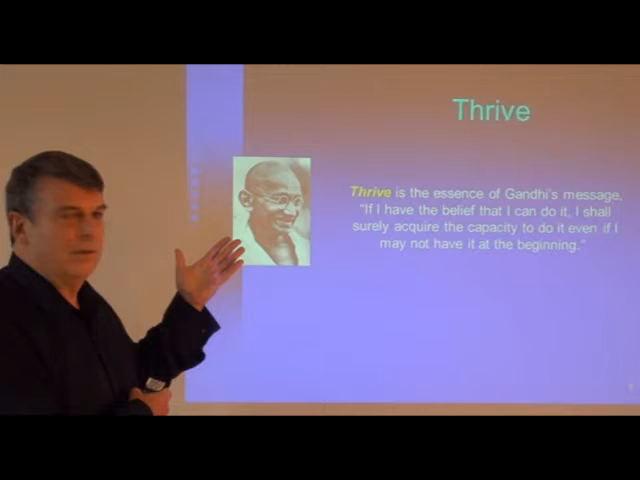 Thrive
Thrive is the essence of Gandhi's message,
"If I have the belief that I can do it, I shall
surely acquire the capacity to do it even if I
may not have it at the beginning."